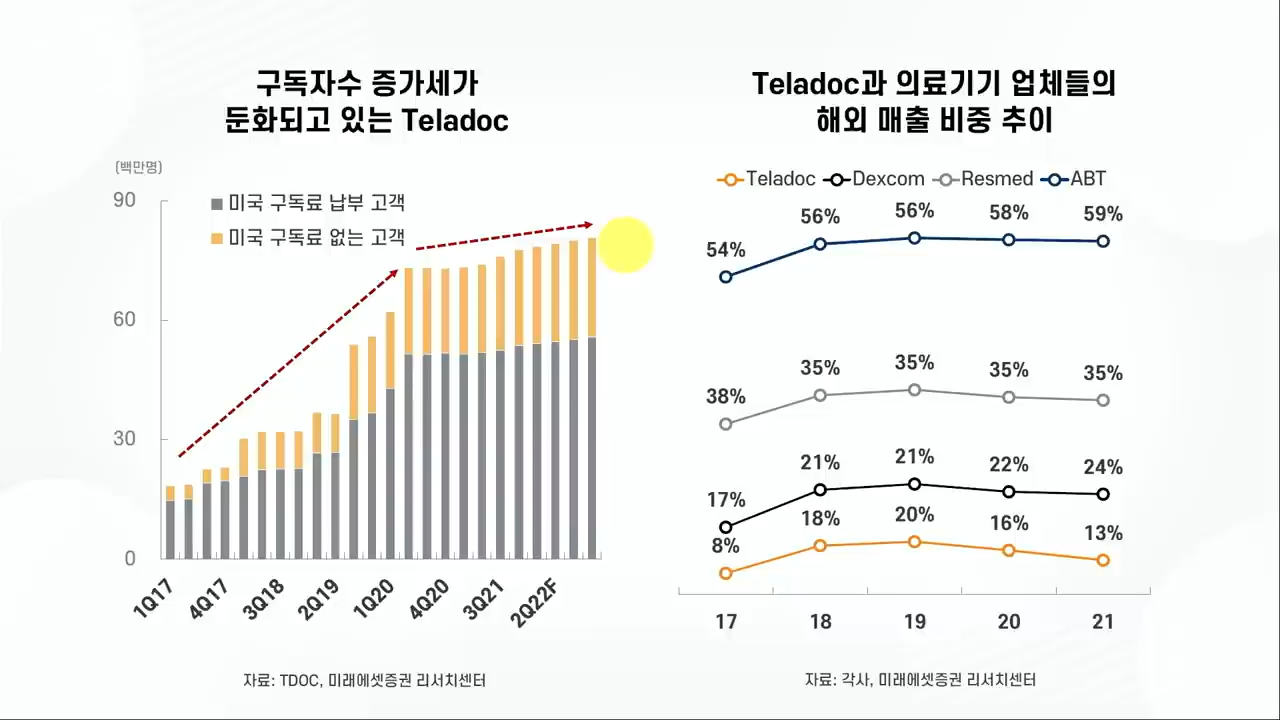 구독자수 증가세가
둔화되고 있는 Teladoc
(백만명)
미국 구독료 납부 고객
미국 구독료 없는 고객
90
60
30
0
1Q17 4Q17 3Q18 2Q19 1Q20 4Q20 3Q21 2Q22F
자료: TDOC, 미래에셋증권 리서치센터
Teladoc과 의료기기 업체들의
해외 매출 비중 추이
Teladoc Dexcom Resmed ABT
54% 56% 56% 58% 59%
38% 35% 35% 35% 35%
17% 21% 21% 22% 24%
8% 18% 20% 16% 13%
17 18 19 20 21
자료: 각사, 미래에셋증권 리서치센터